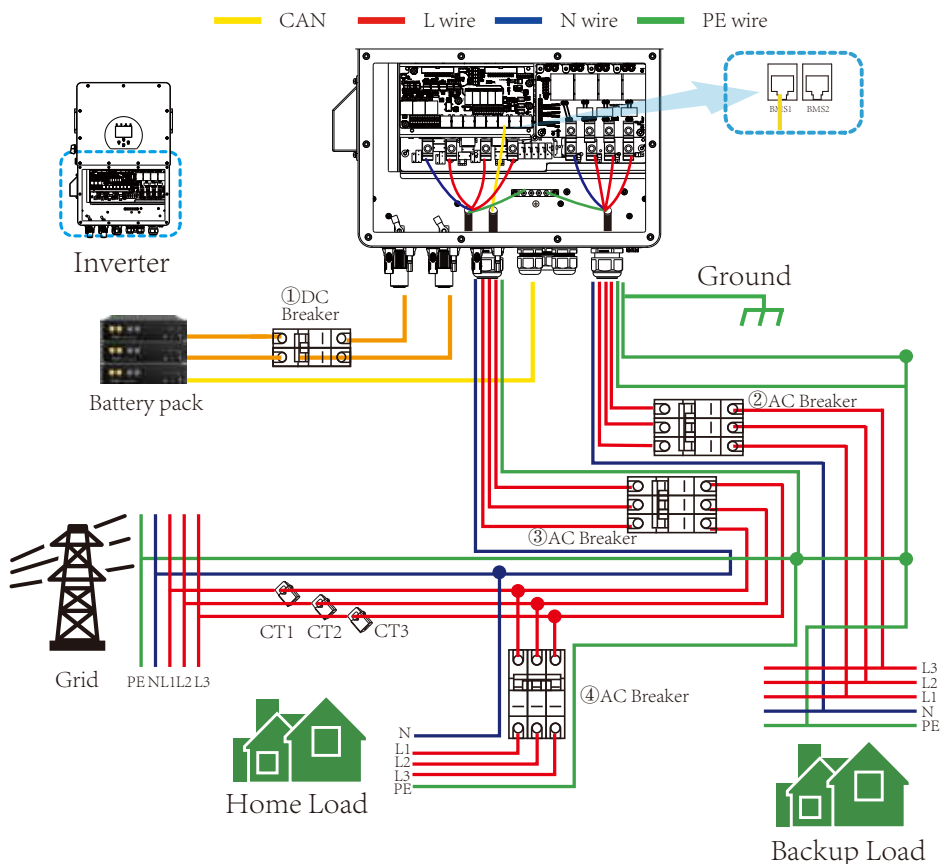 CAN
L wire
N wire
PE wire
BMS1
BMS2
Inverter
Ground
①DC
Breaker
Battery pack
②AC Breaker
③AC Breaker
CT1
CT2
CT3
Grid
PE
N
L1
L2
L3
④AC Breaker
L3
L2
L1
N
PE
N
L1
L2
L3
PE
Home Load
Backup Load